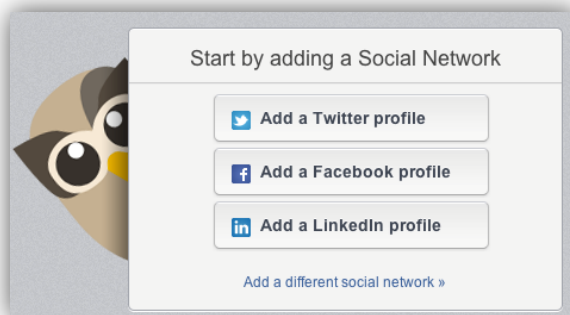 Start by adding a Social Network
Add a Twitter profile
Add a Facebook profile
Add a LinkedIn profile
Add a different social network »